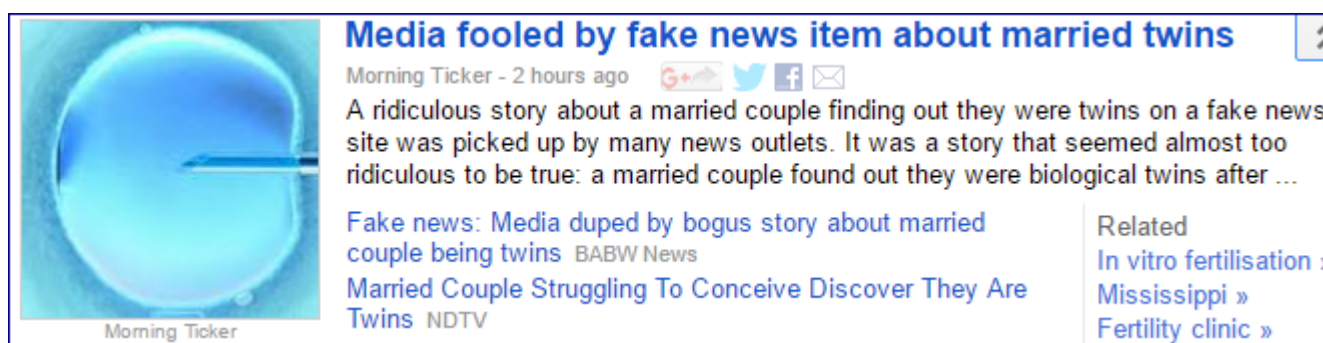 Media fooled by fake news item about married twins
Morning Ticker - 2 hours ago G+
A ridiculous story about a married couple finding out they were twins on a fake news
site was picked up by many news outlets. It was a story that seemed almost too
ridiculous to be true: a married couple found out they were biological twins after ...
Fake news: Media duped by bogus story about married
couple being twins BABW News
Married Couple Struggling To Conceive Discover They Are
Twins NDTV
Related
In vitro fertilisation »
Mississippi »
Fertility clinic »
Morning Ticker